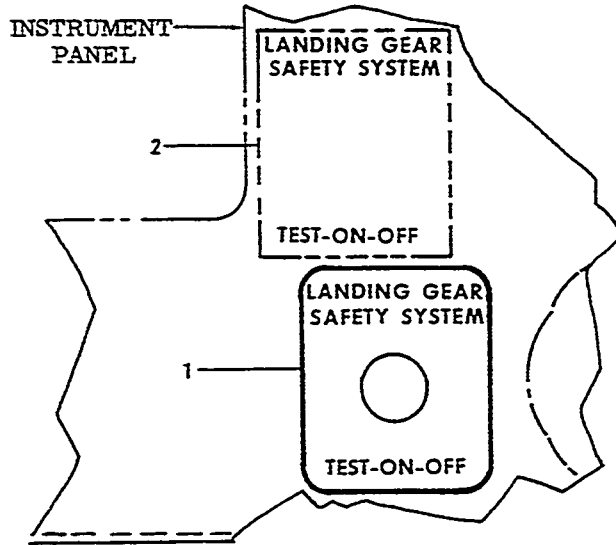 INSTRUMENT
PANEL
LANDING GEAR
SAFETY SYSTEM
2
TEST-ON-OFF
LANDING GEAR
SAFETY SYSTEM
1
TEST-ON-OFF